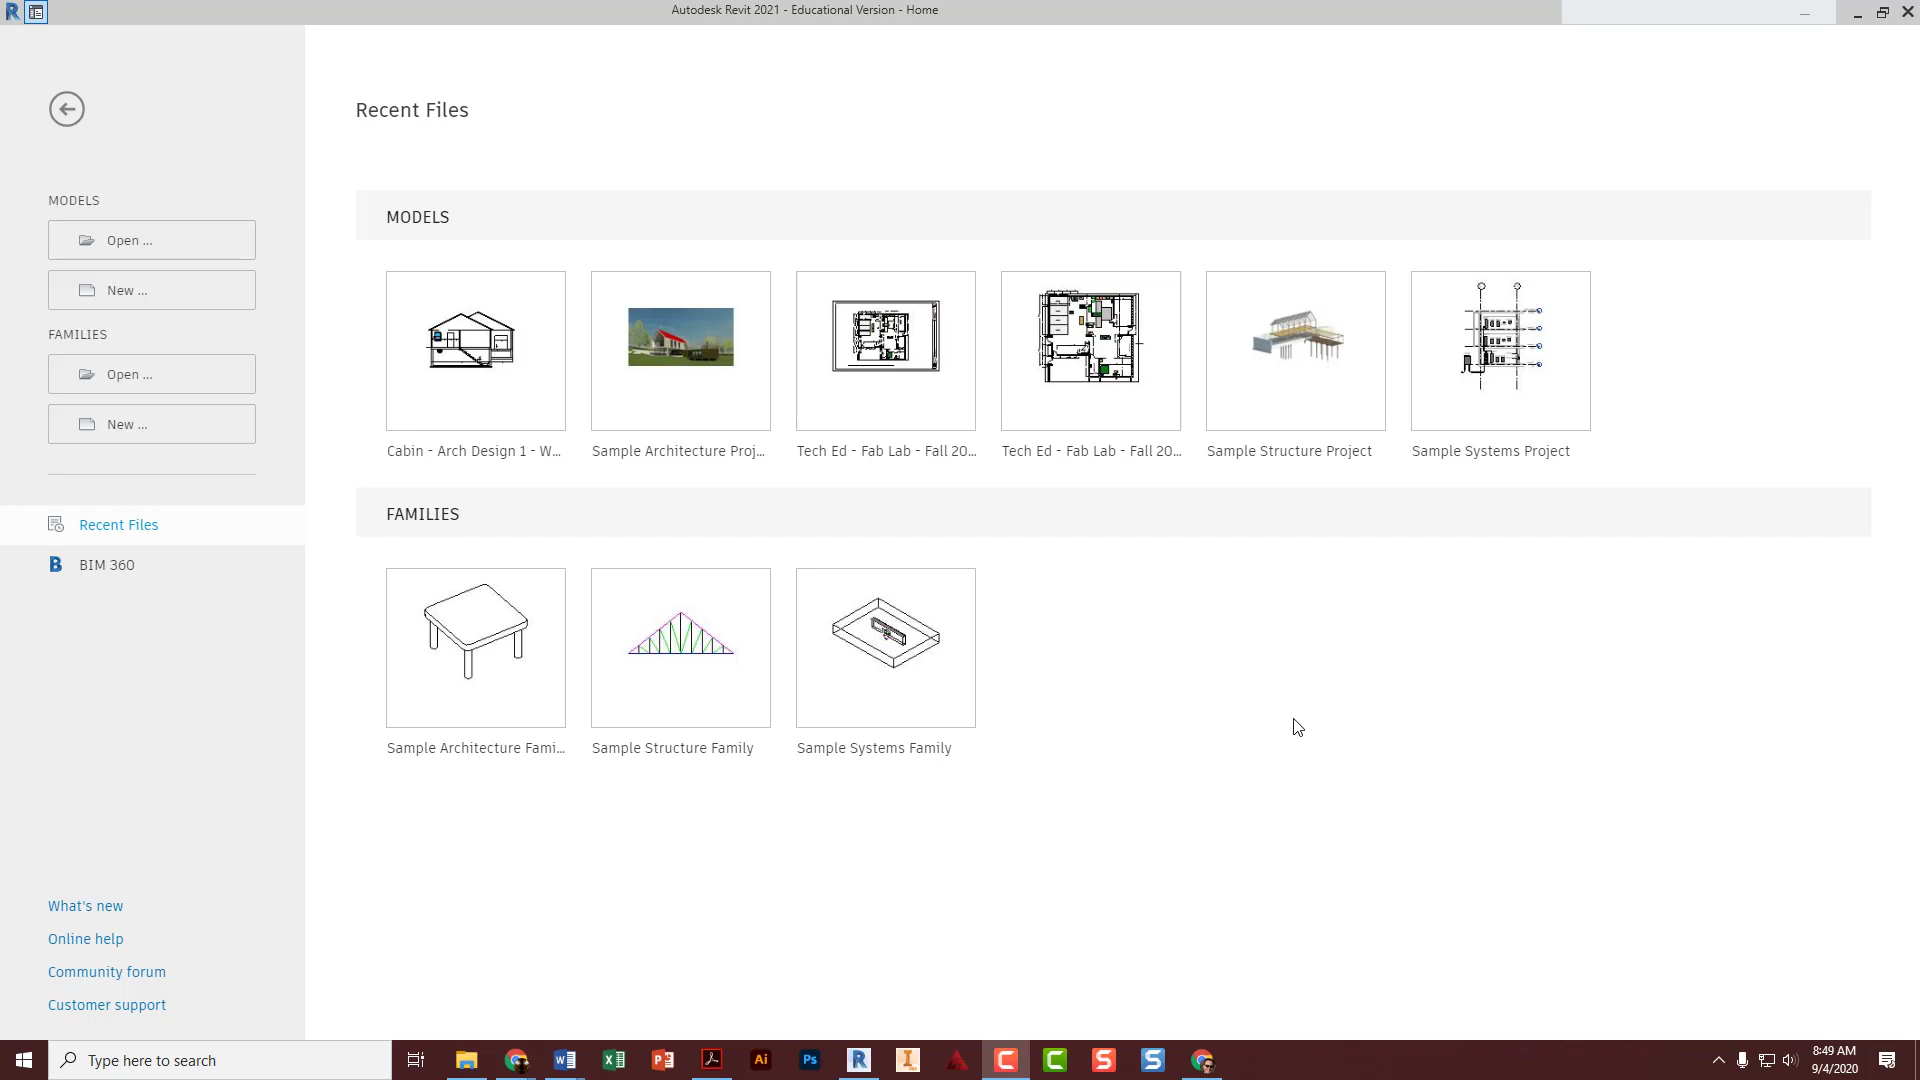 Autodesk Revit 2021 - Educational Version - Home
Recent Files
MODELS
Open ...
New ...
FAMILIES
Open ...
New ...
Recent Files
BIM 360
What's new
Online help
Community forum
Customer support
MODELS
Cabin - Arch Design 1 - W...
Sample Architecture Proj...
Tech Ed - Fab Lab - Fall 20...
Tech Ed - Fab Lab - Fall 20...
Sample Structure Project
Sample Systems Project
FAMILIES
Sample Architecture Fami...
Sample Structure Family
Sample Systems Family
Type here to search
8:49 AM
9/4/2020